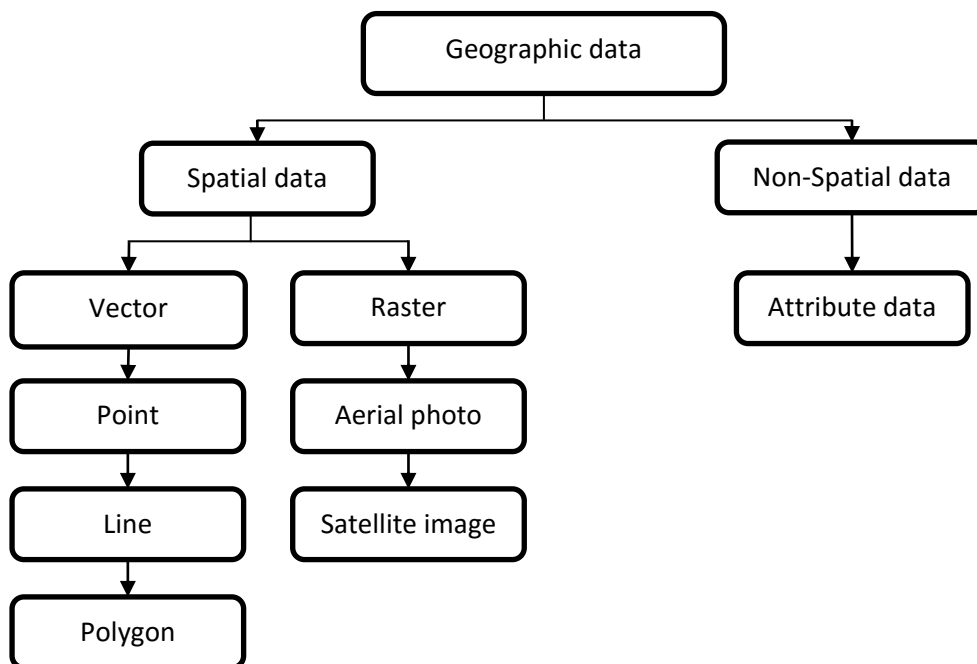 Geographic data
Spatial data
Non-Spatial data
Vector
Raster
Attribute data
Point
Aerial photo
Line
Satellite image
Polygon